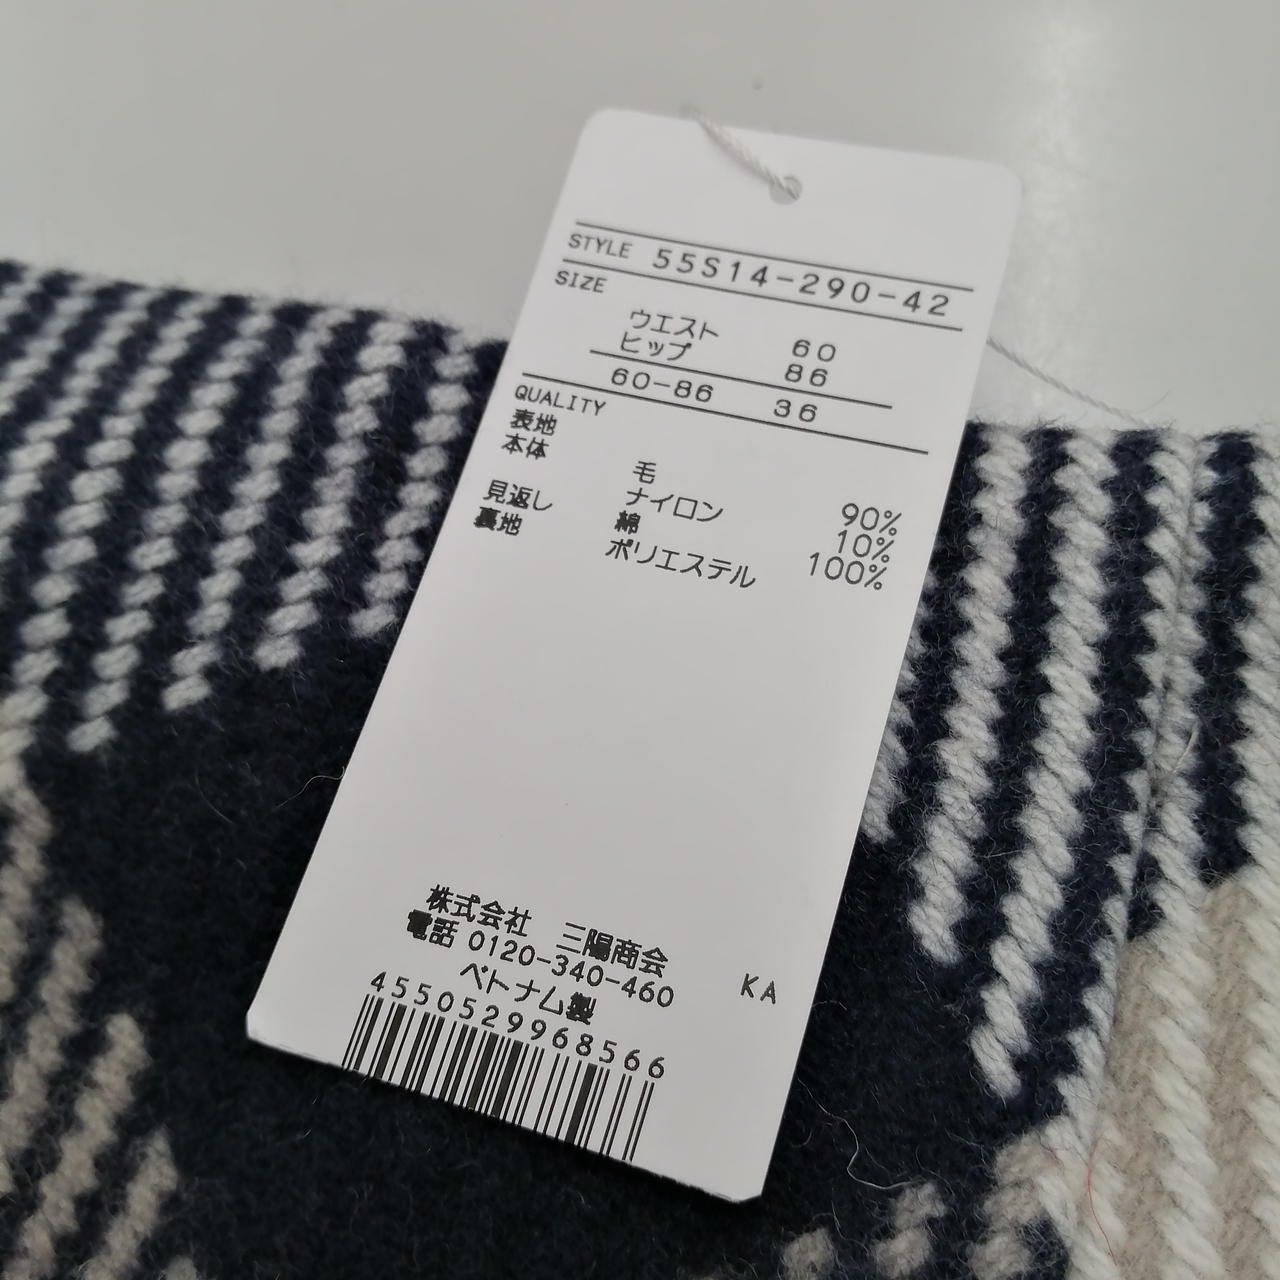 STYLE 55S14-290-42
SIZE
ウエスト 60
ヒップ 86
60-86 36
QUALITY
表地
本体
毛 90%
ナイロン 10%
見返し 綿 100%
裏地 ポリエステル
株式会社 三陽商会
電話 0120-340-460 KA
ベトナム製
4550529968566